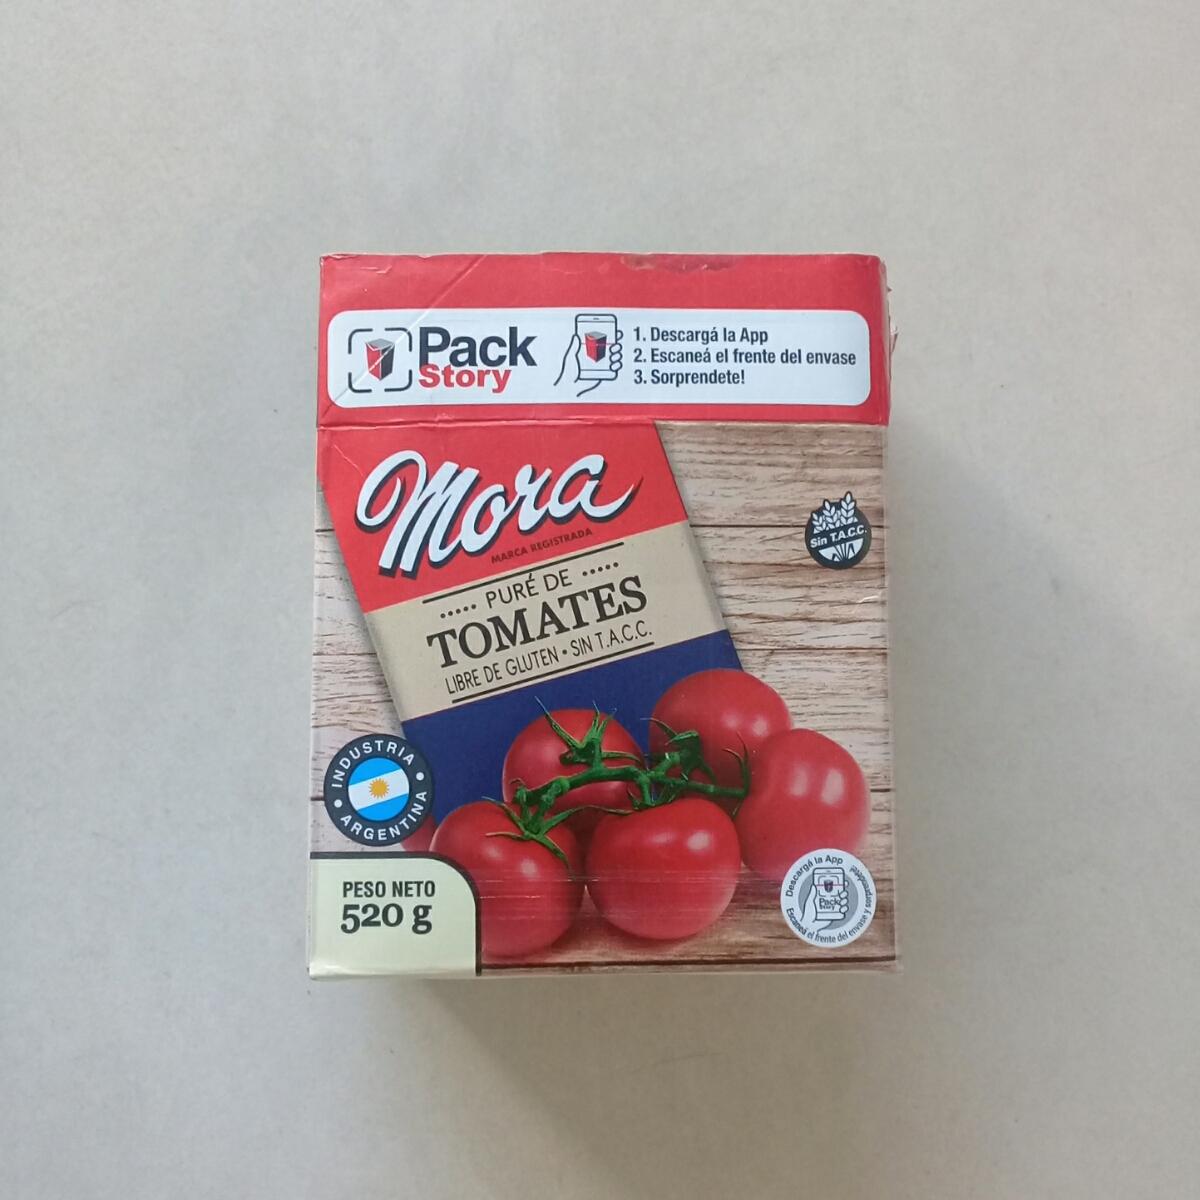 Pack
Story
1. Descargá la App
2. Escaneá el frente del envase
3. Sorprendete!
Mora
MARCA REGISTRADA
PURÉ DE
TOMATES
LIBRE DE GLUTEN • SIN T.A.C.C.
Sin T.A.C.C.
INDUSTRIA
ARGENTINA
PESO NETO
520 g
Descargá la App
Escaneá el frente del envase y sorprendete!
Pack
Story